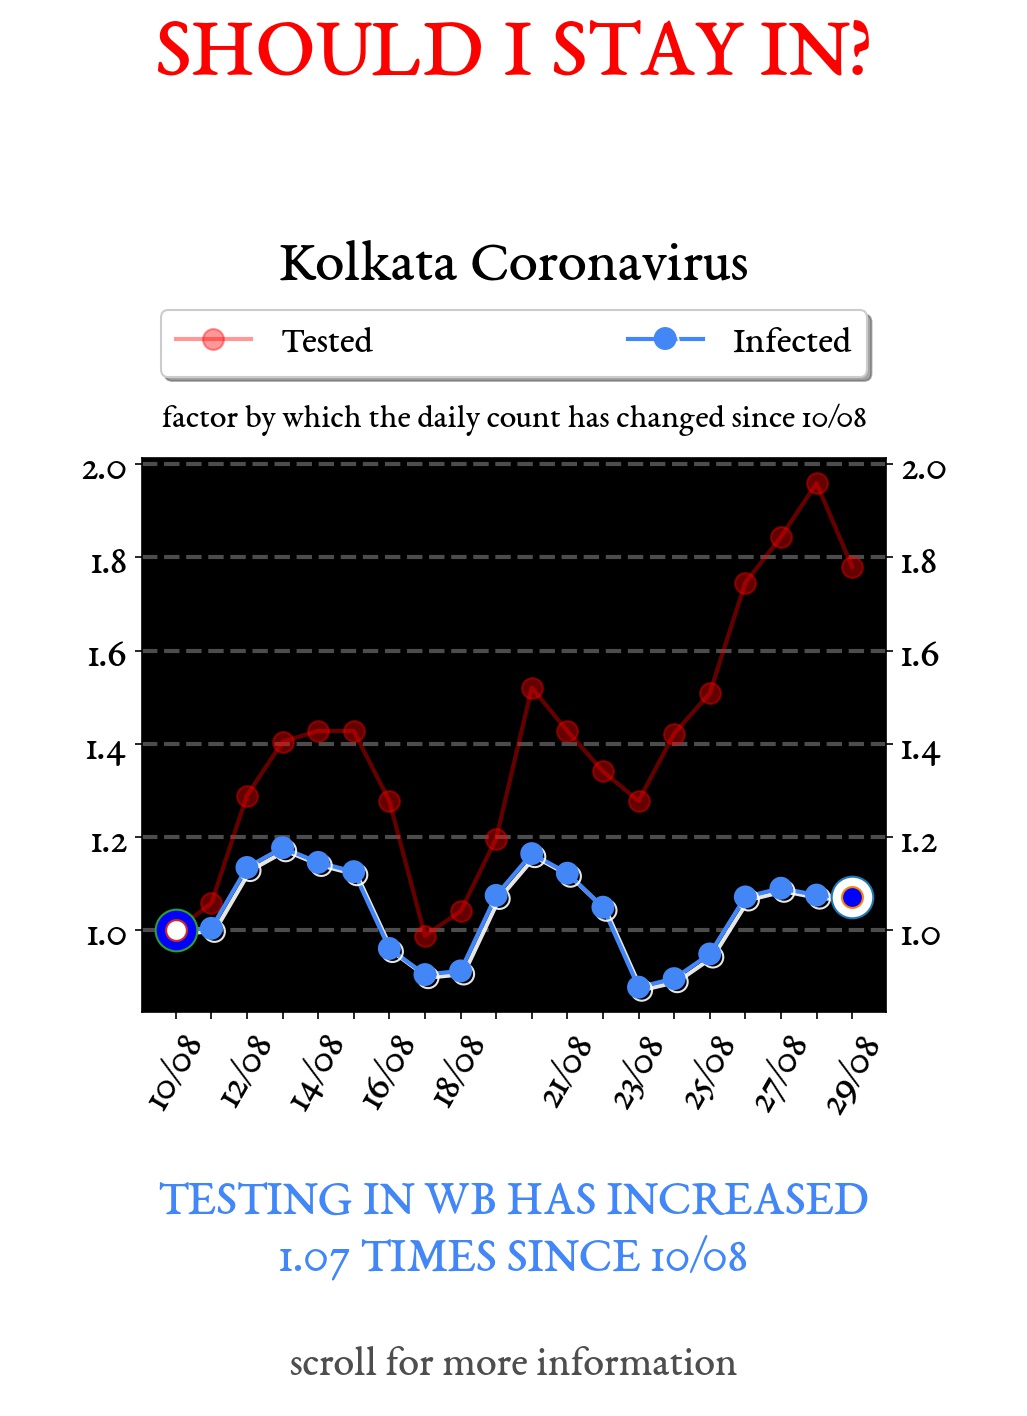 SHOULD I STAY IN?
Kolkata Coronavirus
Tested Infected
factor by which the daily count has changed since 10/08
2.0 2.0
1.8 1.8
1.6 1.6
1.4 1.4
1.2 1.2
1.0 1.0
10/08 12/08 14/08 16/08 18/08 21/08 23/08 25/08 27/08 29/08
TESTING IN WB HAS INCREASED
1.07 TIMES SINCE 10/08
scroll for more information